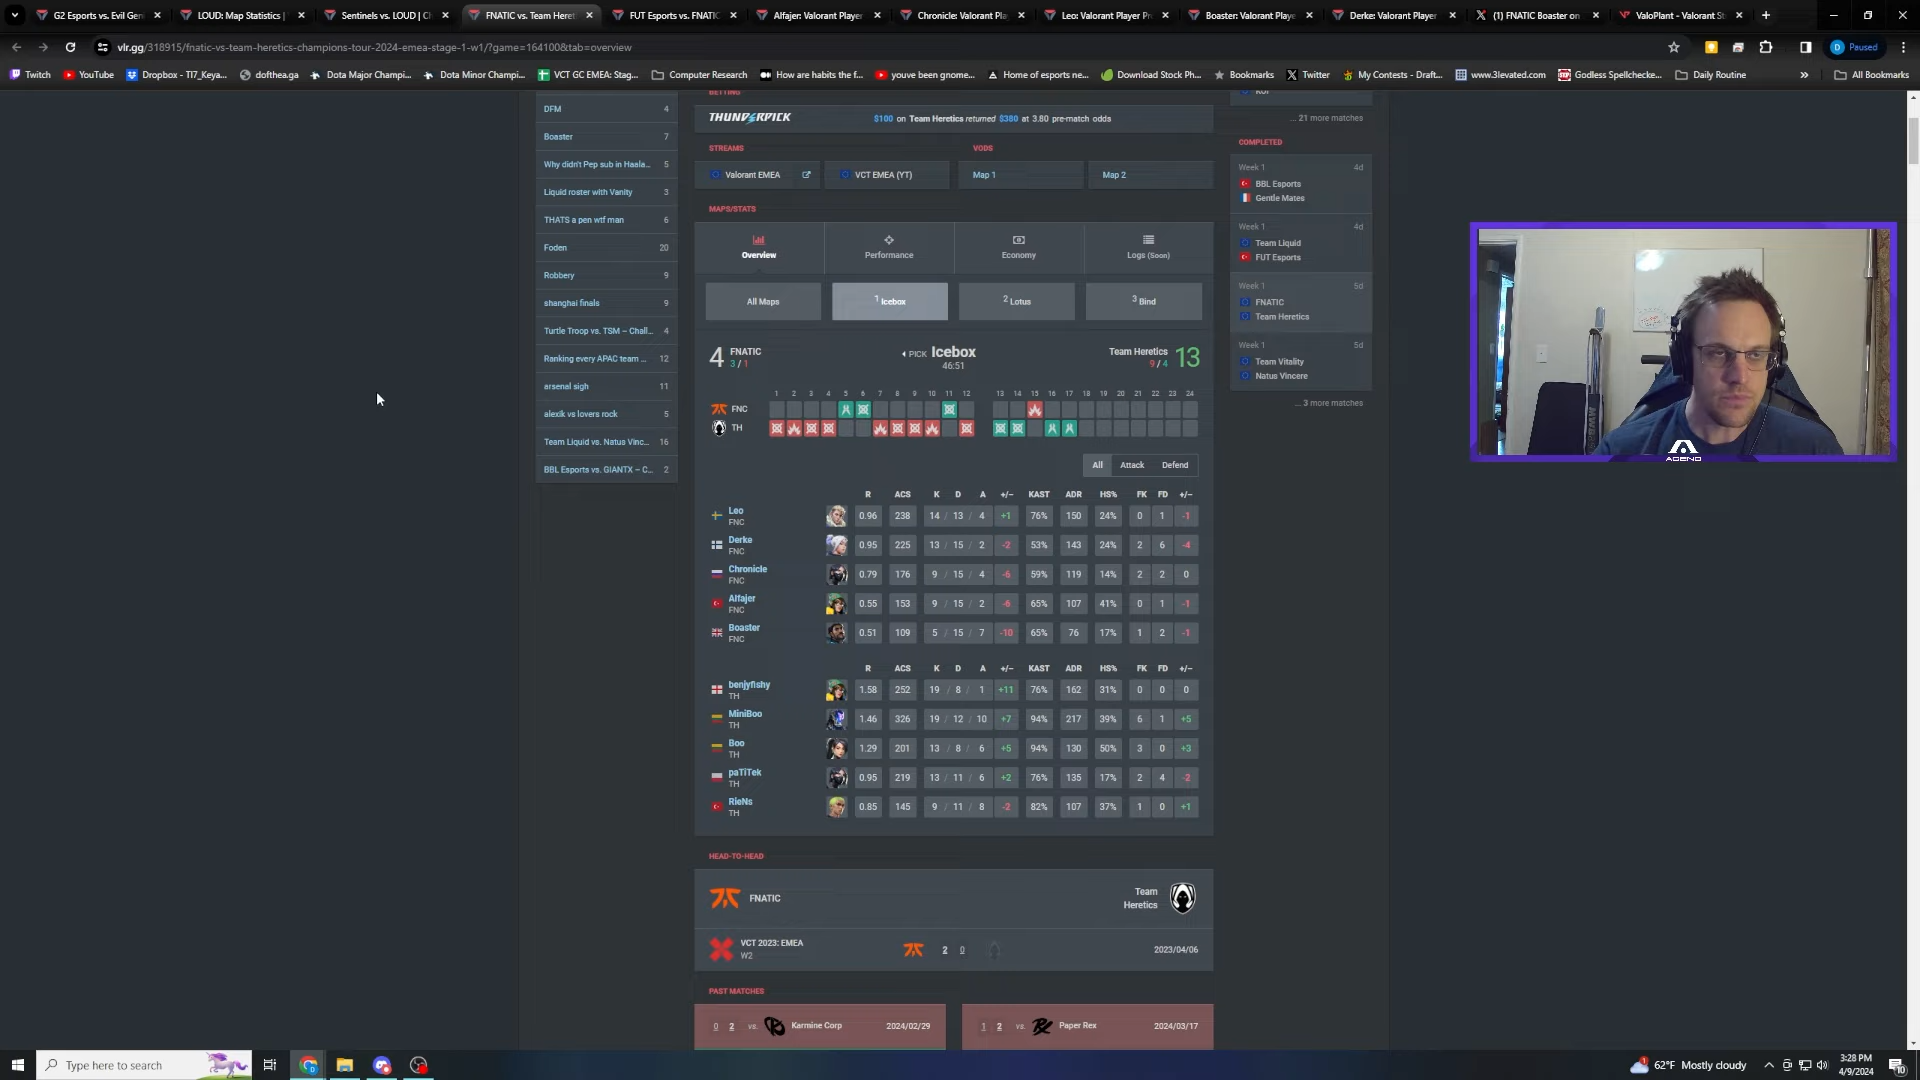 G2 Esports vs. Evil Geni
LOUD: Map Statistics |
Sentinels vs. LOUD | Ch
FNATIC vs. Team Hereti
FUT Esports vs. FNATIC
Alfajer: Valorant Player
Chronicle: Valorant Pla
Leo: Valorant Player Pro
Boaster: Valorant Player
Derke: Valorant Player
(1) FNATIC Boaster on
ValoPlant - Valorant St
vlr.gg/318915/fnatic-vs-team-heretics-champions-tour-2024-emea-stage-1-w1/?game=164100&tab=overview
D Paused
Twitch
YouTube
Dropbox - TI7_Keya...
dofthea.ga
Dota Major Champi...
Dota Minor Champi...
VCT GC EMEA: Stag...
Computer Research
How are habits the f...
youve been gnome...
Home of esports ne...
Download Stock Ph...
Bookmarks
Twitter
My Contests - Draft...
www.3levated.com
Godless Spellchecke...
Daily Routine
»
All Bookmarks
DFM 4
Boaster 7
Why didn't Pep sub in Haala... 5
Liquid roster with Vanity 3
THATS a pen wtf man 6
Foden 20
Robbery 9
shanghai finals 9
Turtle Troop vs. TSM – Chall... 4
Ranking every APAC team ... 12
arsenal sigh 11
alexik vs lovers rock 5
Team Liquid vs. Natus Vinc... 16
BBL Esports vs. GIANTX – C... 2
BETTING
THUNDERPICK
$100 on Team Heretics returned $380 at 3.80 pre-match odds
STREAMS VODS
Valorant EMEA VCT EMEA (YT) Map 1 Map 2
MAPS/STATS
Overview Performance Economy Logs (Soon)
All Maps 1 Icebox 2 Lotus 3 Bind
4 FNATIC 3 / 1
PICK Icebox
46:51
Team Heretics 9 / 4 13
1 2 3 4 5 6 7 8 9 10 11 12 13 14 15 16 17 18 19 20 21 22 23 24
FNC
TH
All Attack Defend
R ACS K D A +/– KAST ADR HS% FK FD +/–
Leo FNC 0.96 238 14 / 13 / 4 +1 76% 150 24% 0 1 -1
Derke FNC 0.95 225 13 / 15 / 2 -2 53% 143 24% 2 6 -4
Chronicle FNC 0.79 176 9 / 15 / 4 -6 59% 119 14% 2 2 0
Alfajer FNC 0.55 153 9 / 15 / 2 -6 65% 107 41% 0 1 -1
Boaster FNC 0.51 109 5 / 15 / 7 -10 65% 76 17% 1 2 -1
R ACS K D A +/– KAST ADR HS% FK FD +/–
benjyfishy TH 1.58 252 19 / 8 / 1 +11 76% 162 31% 0 0 0
MiniBoo TH 1.46 326 19 / 12 / 10 +7 94% 217 39% 6 1 +5
Boo TH 1.29 201 13 / 8 / 6 +5 94% 130 50% 3 0 +3
paTiTek TH 0.95 219 13 / 11 / 6 +2 76% 135 17% 2 4 -2
RieNs TH 0.85 145 9 / 11 / 8 -2 82% 107 37% 1 0 +1
HEAD-TO-HEAD
FNATIC
Team Heretics
VCT 2023: EMEA
W2
2 0
2023/04/06
PAST MATCHES
0 2 vs. Karmine Corp 2024/02/29
1 2 vs. Paper Rex 2024/03/17
KOI
... 21 more matches
COMPLETED
Week 1 4d
BBL Esports
Gentle Mates
Week 1 4d
Team Liquid
FUT Esports
Week 1 5d
FNATIC
Team Heretics
Week 1 5d
Team Vitality
Natus Vincere
... 3 more matches
Type here to search
62°F Mostly cloudy
3:28 PM
4/9/2024